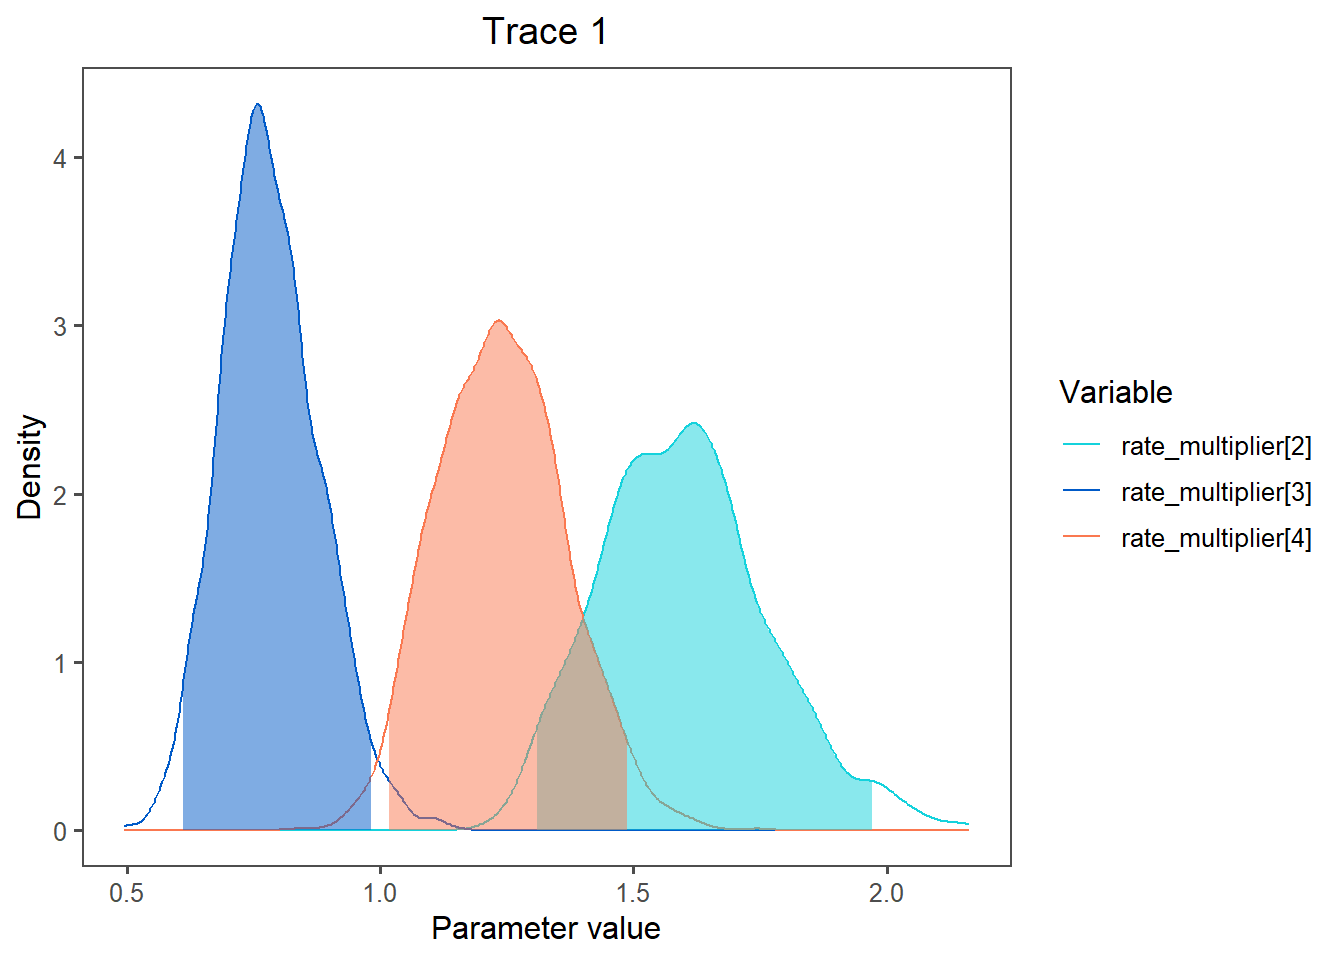 Trace 1
4
3
2
1
0
Density
0.5 1.0 1.5 2.0
Parameter value
Variable
rate_multiplier[2]
rate_multiplier[3]
rate_multiplier[4]